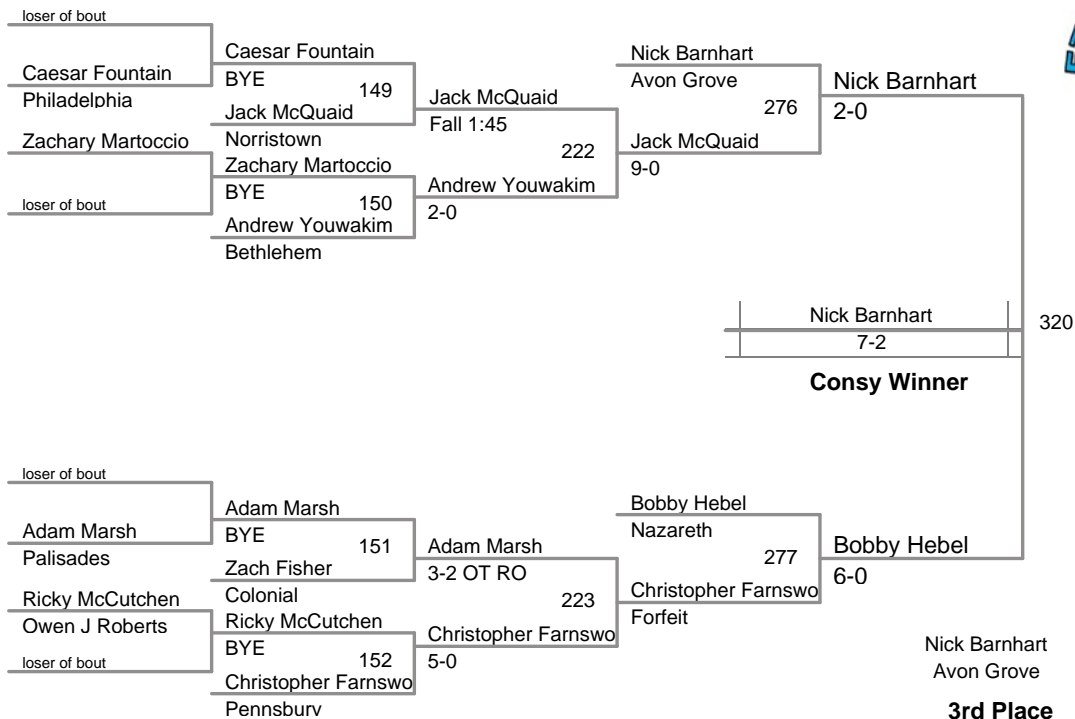 loser of bout
Caesar Fountain
Philadelphia
Zachary Martoccio
loser of bout
Caesar Fountain
BYE
149
Jack McQuaid
Norristown
Zachary Martoccio
BYE
150
Andrew Youwakim
Bethlehem
Jack McQuaid
Fall 1:45
222
Andrew Youwakim
2-0
Nick Barnhart
Avon Grove
276
Jack McQuaid
9-0
Nick Barnhart
2-0
Nick Barnhart
7-2
320
Consy Winner
loser of bout
Adam Marsh
Palisades
Ricky McCutchen
Owen J Roberts
loser of bout
Adam Marsh
BYE
151
Zach Fisher
Colonial
Ricky McCutchen
BYE
152
Christopher Farnswo
Pennsbury
Adam Marsh
3-2 OT RO
223
Christopher Farnswo
5-0
Bobby Hebel
Nazareth
277
Christopher Farnswo
Forfeit
Bobby Hebel
6-0
Nick Barnhart
Avon Grove
3rd Place